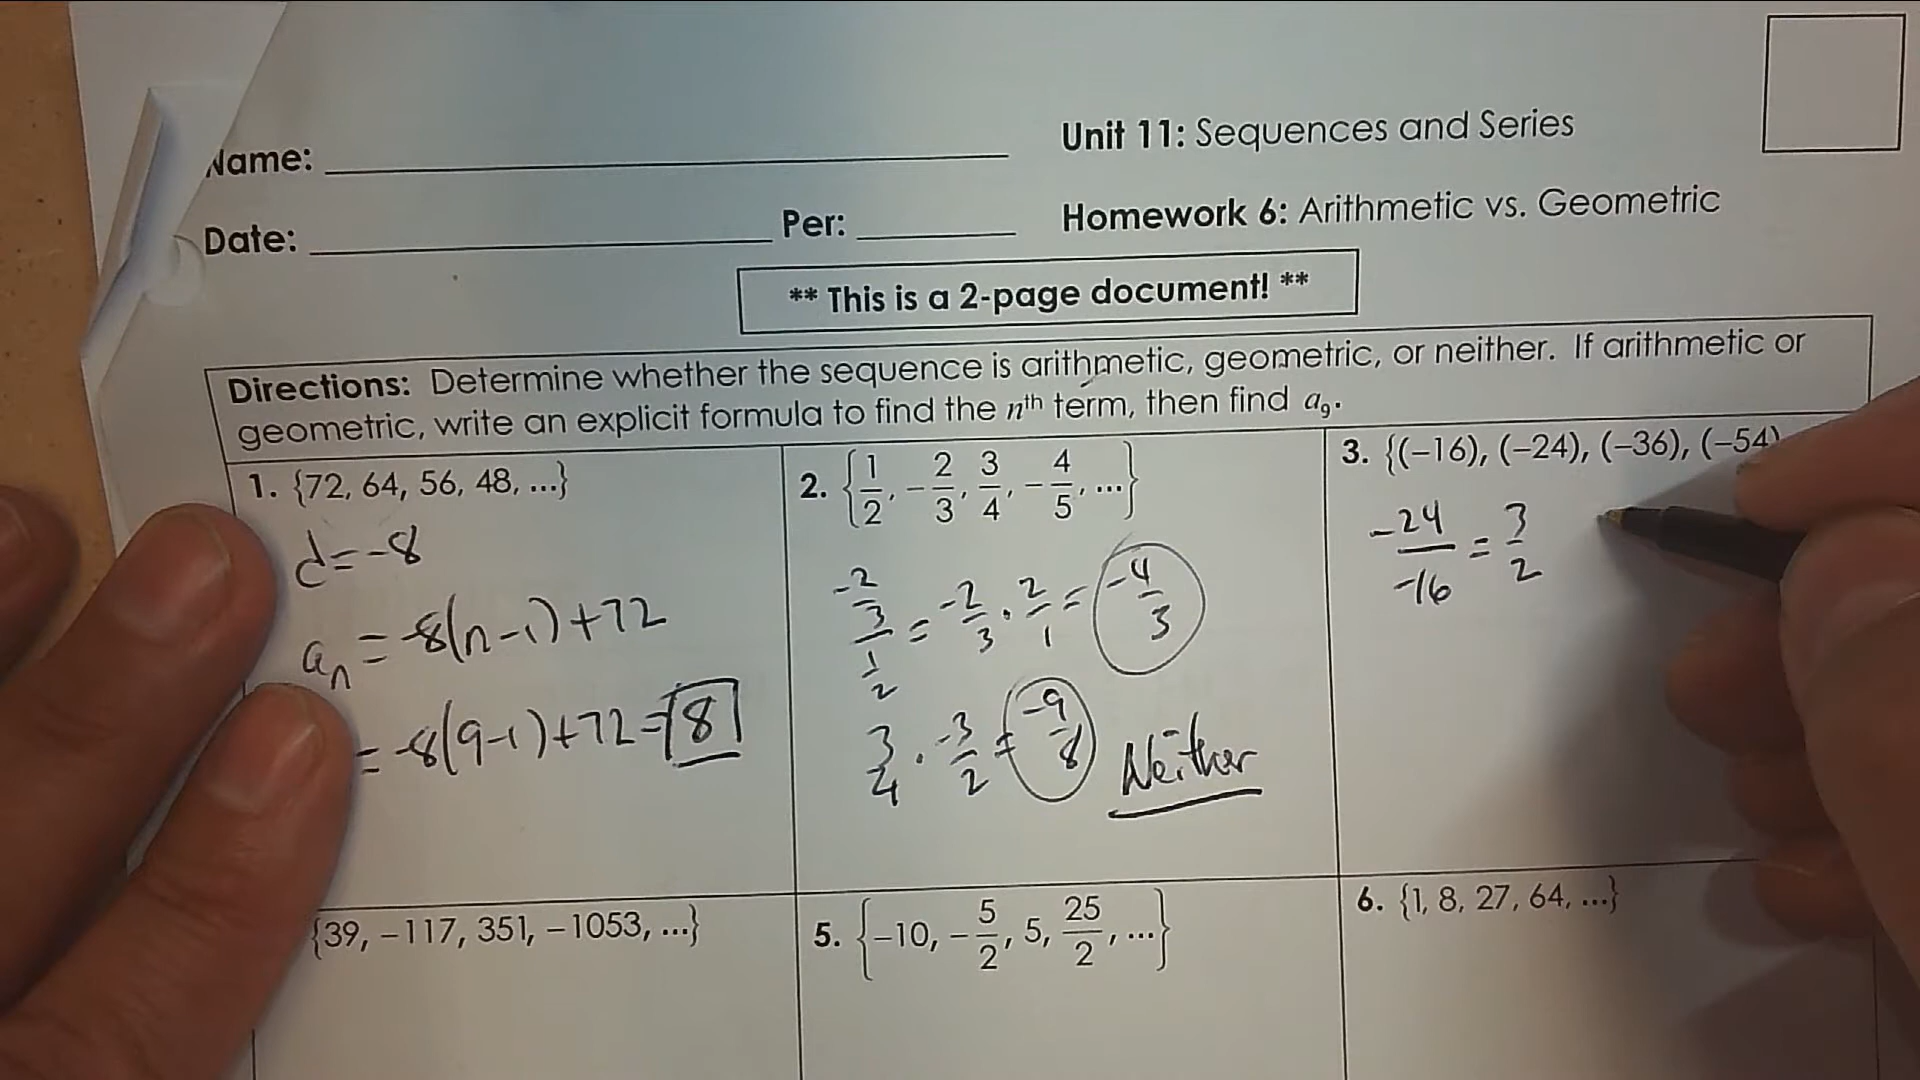 Name:
Unit 11: Sequences and Series
Date: Per:
Homework 6: Arithmetic vs. Geometric
** This is a 2-page document! **
Directions: Determine whether the sequence is arithmetic, geometric, or neither. If arithmetic or
geometric, write an explicit formula to find the nth term, then find a₉.
1. {72, 64, 56, 48, ...}
d=-8
aₙ = -8(n-1)+72
= -8(9-1)+72=8
2. {1/2, -2/3, 3/4, -4/5, ...}
-2/3 / 1/2 = -2/3 · 2/1 = -4/3
3/4 · -3/2 = -9/8 Neither
3. {(-16), (-24), (-36), (-54)
-24/-16 = 3/2
{39, -117, 351, -1053, ...}
5. {-10, -5/2, 5, 25/2, ...}
6. {1, 8, 27, 64, ...}